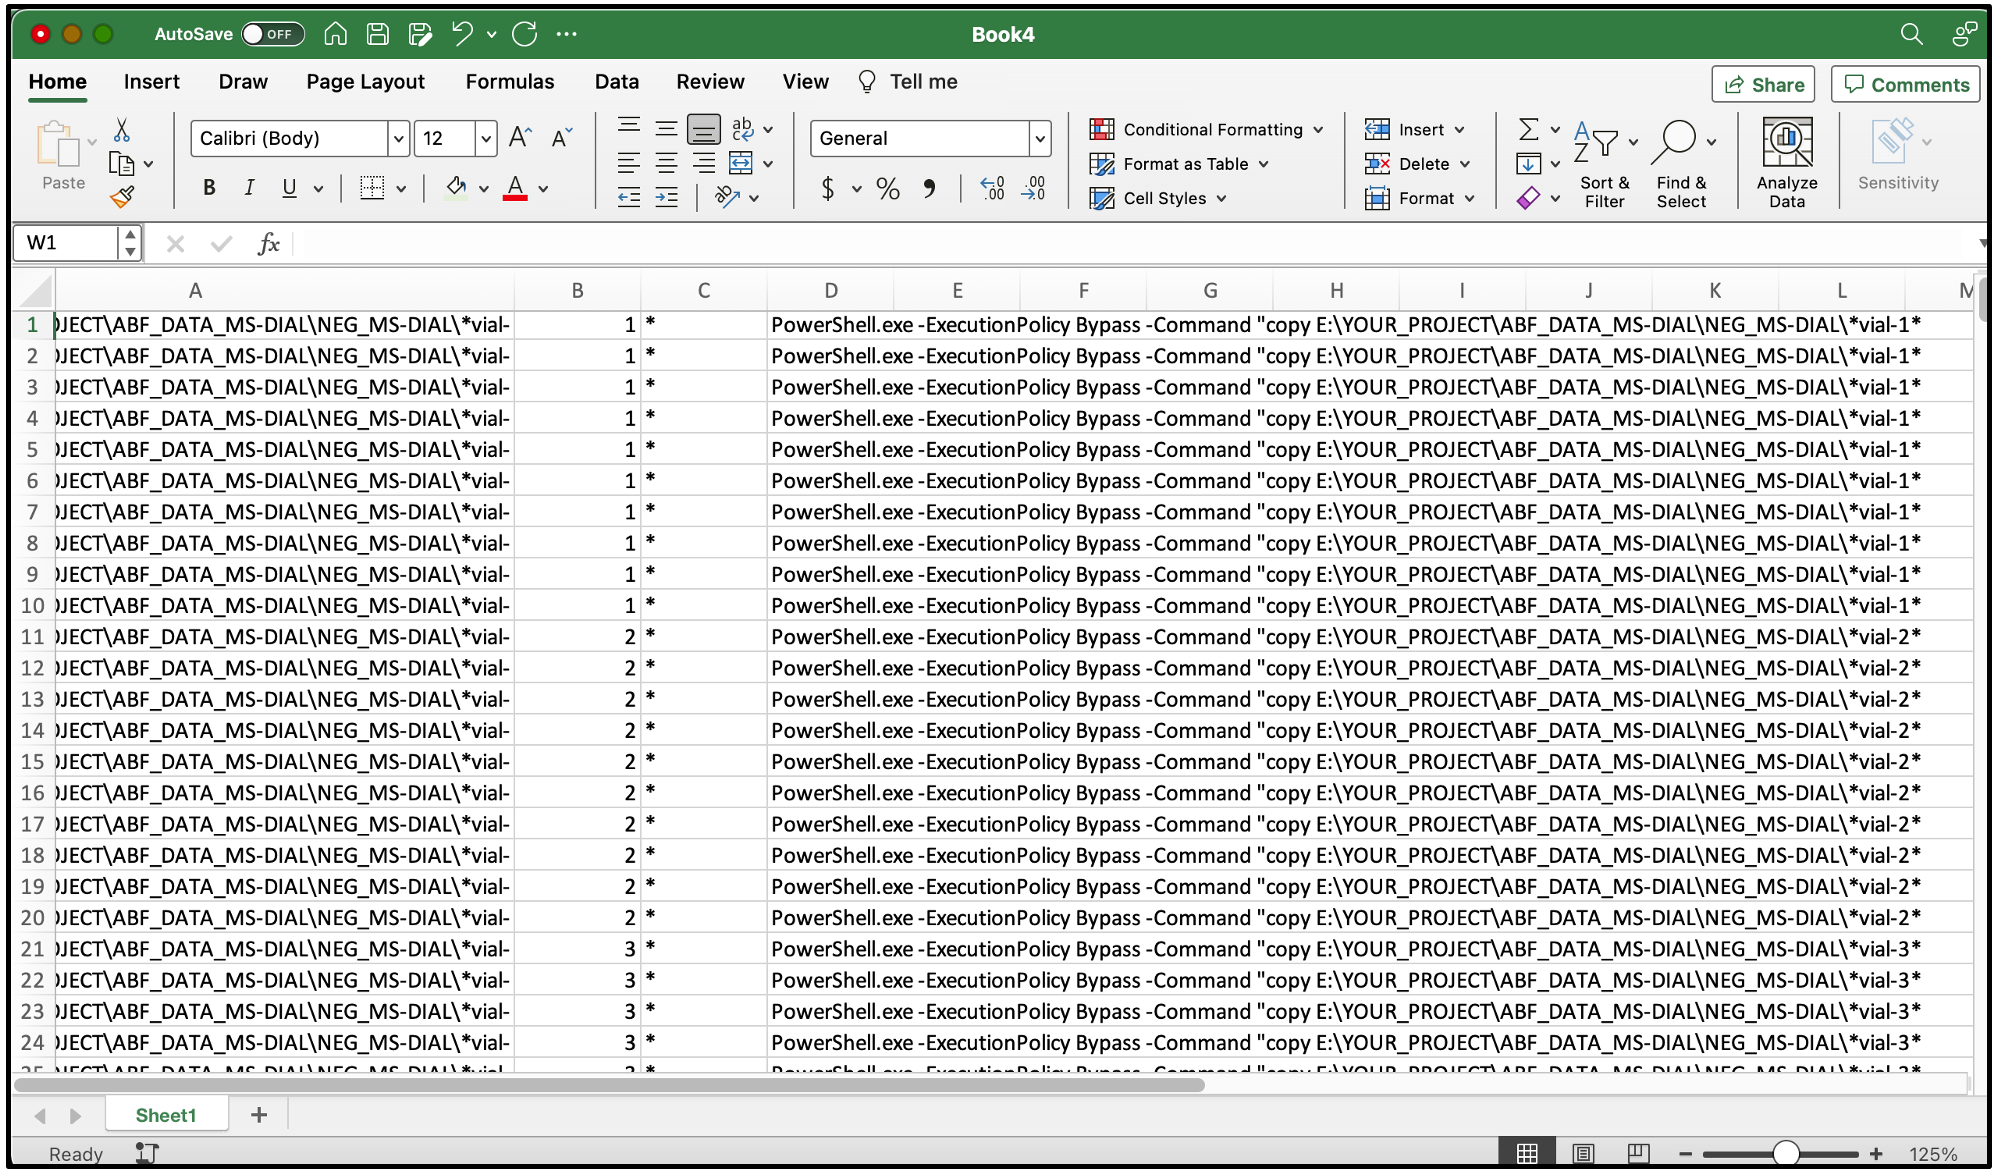 AutoSave OFF Book4
Home Insert Draw Page Layout Formulas Data Review View Tell me Share Comments
Paste Calibri (Body) 12 General Conditional Formatting Format as Table Cell Styles Insert Delete Format Sort & Filter Find & Select Analyze Data Sensitivity
W1 fx
A B C D E F G H I J K L
1 JECT\ABF_DATA_MS-DIAL\NEG_MS-DIAL\*vial- 1 * PowerShell.exe -ExecutionPolicy Bypass -Command "copy E:\YOUR_PROJECT\ABF_DATA_MS-DIAL\NEG_MS-DIAL\*vial-1*
2 JECT\ABF_DATA_MS-DIAL\NEG_MS-DIAL\*vial- 1 * PowerShell.exe -ExecutionPolicy Bypass -Command "copy E:\YOUR_PROJECT\ABF_DATA_MS-DIAL\NEG_MS-DIAL\*vial-1*
3 JECT\ABF_DATA_MS-DIAL\NEG_MS-DIAL\*vial- 1 * PowerShell.exe -ExecutionPolicy Bypass -Command "copy E:\YOUR_PROJECT\ABF_DATA_MS-DIAL\NEG_MS-DIAL\*vial-1*
4 JECT\ABF_DATA_MS-DIAL\NEG_MS-DIAL\*vial- 1 * PowerShell.exe -ExecutionPolicy Bypass -Command "copy E:\YOUR_PROJECT\ABF_DATA_MS-DIAL\NEG_MS-DIAL\*vial-1*
5 JECT\ABF_DATA_MS-DIAL\NEG_MS-DIAL\*vial- 1 * PowerShell.exe -ExecutionPolicy Bypass -Command "copy E:\YOUR_PROJECT\ABF_DATA_MS-DIAL\NEG_MS-DIAL\*vial-1*
6 JECT\ABF_DATA_MS-DIAL\NEG_MS-DIAL\*vial- 1 * PowerShell.exe -ExecutionPolicy Bypass -Command "copy E:\YOUR_PROJECT\ABF_DATA_MS-DIAL\NEG_MS-DIAL\*vial-1*
7 JECT\ABF_DATA_MS-DIAL\NEG_MS-DIAL\*vial- 1 * PowerShell.exe -ExecutionPolicy Bypass -Command "copy E:\YOUR_PROJECT\ABF_DATA_MS-DIAL\NEG_MS-DIAL\*vial-1*
8 JECT\ABF_DATA_MS-DIAL\NEG_MS-DIAL\*vial- 1 * PowerShell.exe -ExecutionPolicy Bypass -Command "copy E:\YOUR_PROJECT\ABF_DATA_MS-DIAL\NEG_MS-DIAL\*vial-1*
9 JECT\ABF_DATA_MS-DIAL\NEG_MS-DIAL\*vial- 1 * PowerShell.exe -ExecutionPolicy Bypass -Command "copy E:\YOUR_PROJECT\ABF_DATA_MS-DIAL\NEG_MS-DIAL\*vial-1*
10 JECT\ABF_DATA_MS-DIAL\NEG_MS-DIAL\*vial- 1 * PowerShell.exe -ExecutionPolicy Bypass -Command "copy E:\YOUR_PROJECT\ABF_DATA_MS-DIAL\NEG_MS-DIAL\*vial-1*
11 JECT\ABF_DATA_MS-DIAL\NEG_MS-DIAL\*vial- 2 * PowerShell.exe -ExecutionPolicy Bypass -Command "copy E:\YOUR_PROJECT\ABF_DATA_MS-DIAL\NEG_MS-DIAL\*vial-2*
12 JECT\ABF_DATA_MS-DIAL\NEG_MS-DIAL\*vial- 2 * PowerShell.exe -ExecutionPolicy Bypass -Command "copy E:\YOUR_PROJECT\ABF_DATA_MS-DIAL\NEG_MS-DIAL\*vial-2*
13 JECT\ABF_DATA_MS-DIAL\NEG_MS-DIAL\*vial- 2 * PowerShell.exe -ExecutionPolicy Bypass -Command "copy E:\YOUR_PROJECT\ABF_DATA_MS-DIAL\NEG_MS-DIAL\*vial-2*
14 JECT\ABF_DATA_MS-DIAL\NEG_MS-DIAL\*vial- 2 * PowerShell.exe -ExecutionPolicy Bypass -Command "copy E:\YOUR_PROJECT\ABF_DATA_MS-DIAL\NEG_MS-DIAL\*vial-2*
15 JECT\ABF_DATA_MS-DIAL\NEG_MS-DIAL\*vial- 2 * PowerShell.exe -ExecutionPolicy Bypass -Command "copy E:\YOUR_PROJECT\ABF_DATA_MS-DIAL\NEG_MS-DIAL\*vial-2*
16 JECT\ABF_DATA_MS-DIAL\NEG_MS-DIAL\*vial- 2 * PowerShell.exe -ExecutionPolicy Bypass -Command "copy E:\YOUR_PROJECT\ABF_DATA_MS-DIAL\NEG_MS-DIAL\*vial-2*
17 JECT\ABF_DATA_MS-DIAL\NEG_MS-DIAL\*vial- 2 * PowerShell.exe -ExecutionPolicy Bypass -Command "copy E:\YOUR_PROJECT\ABF_DATA_MS-DIAL\NEG_MS-DIAL\*vial-2*
18 JECT\ABF_DATA_MS-DIAL\NEG_MS-DIAL\*vial- 2 * PowerShell.exe -ExecutionPolicy Bypass -Command "copy E:\YOUR_PROJECT\ABF_DATA_MS-DIAL\NEG_MS-DIAL\*vial-2*
19 JECT\ABF_DATA_MS-DIAL\NEG_MS-DIAL\*vial- 2 * PowerShell.exe -ExecutionPolicy Bypass -Command "copy E:\YOUR_PROJECT\ABF_DATA_MS-DIAL\NEG_MS-DIAL\*vial-2*
20 JECT\ABF_DATA_MS-DIAL\NEG_MS-DIAL\*vial- 2 * PowerShell.exe -ExecutionPolicy Bypass -Command "copy E:\YOUR_PROJECT\ABF_DATA_MS-DIAL\NEG_MS-DIAL\*vial-2*
21 JECT\ABF_DATA_MS-DIAL\NEG_MS-DIAL\*vial- 3 * PowerShell.exe -ExecutionPolicy Bypass -Command "copy E:\YOUR_PROJECT\ABF_DATA_MS-DIAL\NEG_MS-DIAL\*vial-3*
22 JECT\ABF_DATA_MS-DIAL\NEG_MS-DIAL\*vial- 3 * PowerShell.exe -ExecutionPolicy Bypass -Command "copy E:\YOUR_PROJECT\ABF_DATA_MS-DIAL\NEG_MS-DIAL\*vial-3*
23 JECT\ABF_DATA_MS-DIAL\NEG_MS-DIAL\*vial- 3 * PowerShell.exe -ExecutionPolicy Bypass -Command "copy E:\YOUR_PROJECT\ABF_DATA_MS-DIAL\NEG_MS-DIAL\*vial-3*
24 JECT\ABF_DATA_MS-DIAL\NEG_MS-DIAL\*vial- 3 * PowerShell.exe -ExecutionPolicy Bypass -Command "copy E:\YOUR_PROJECT\ABF_DATA_MS-DIAL\NEG_MS-DIAL\*vial-3*
Sheet1 +
Ready 125%